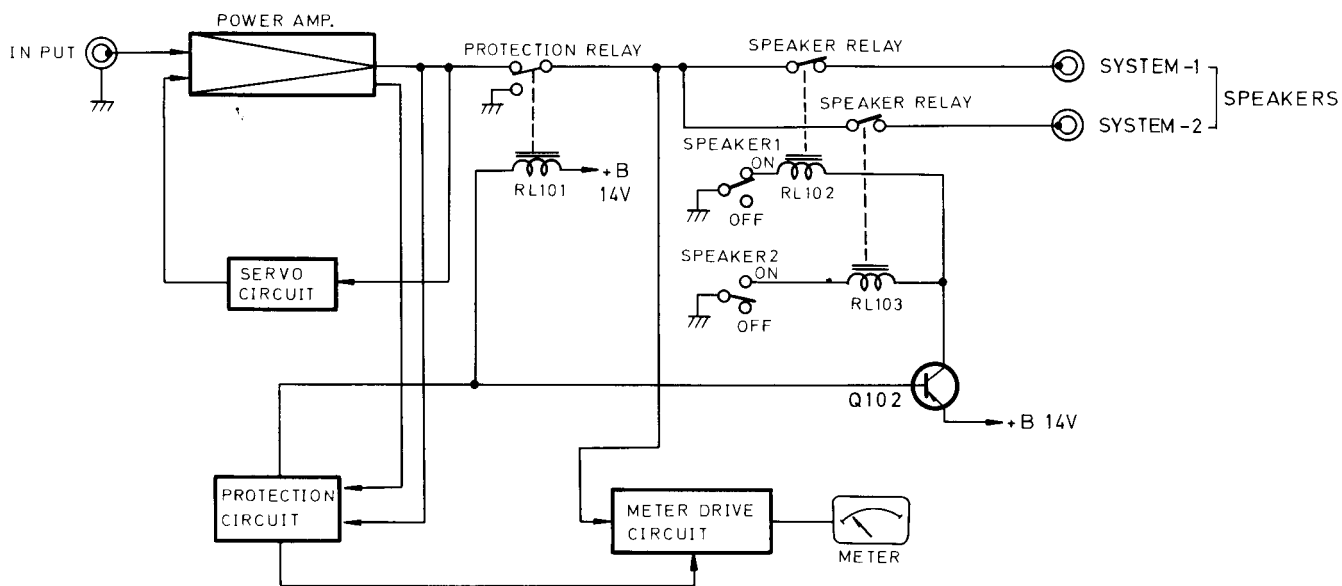 POWER AMP.
IN PUT
PROTECTION RELAY
SPEAKER RELAY
SYSTEM-1
SPEAKERS
SPEAKER RELAY
SYSTEM-2
SPEAKER1
ON
RL102
OFF
RL101
+B
14V
SPEAKER2
ON
RL103
OFF
SERVO
CIRCUIT
Q102
+B 14V
PROTECTION
CIRCUIT
METER DRIVE
CIRCUIT
METER